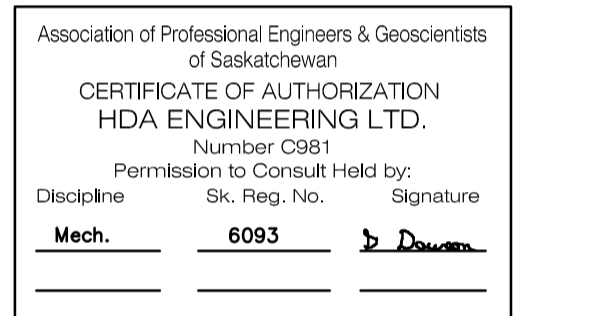 Association of Professional Engineers & Geoscientists
of Saskatchewan
CERTIFICATE OF AUTHORIZATION
HDA ENGINEERING LTD.
Number C981
Permission to Consult Held by:
Discipline Sk. Reg. No. Signature
Mech. 6093 D